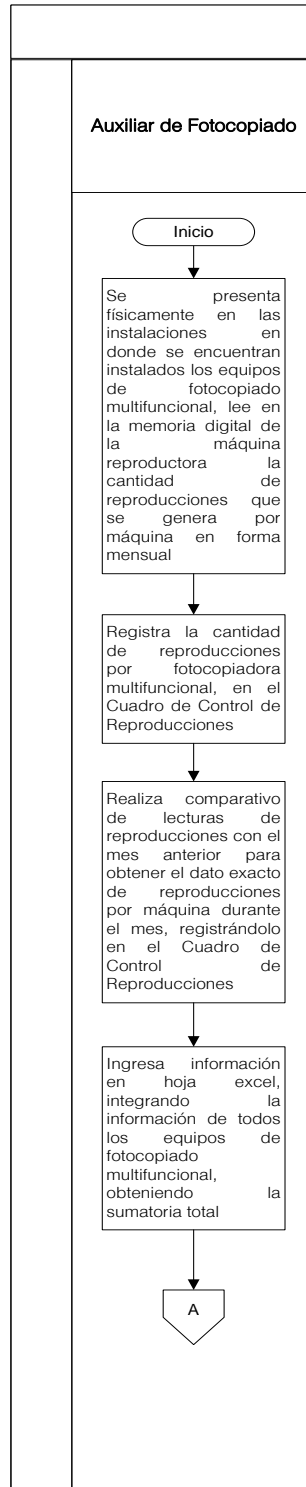 Auxiliar de Fotocopiado
Inicio
Se presenta
físicamente en las
instalaciones en
donde se encuentran
instalados los equipos
de fotocopiado
multifuncional, lee en
la memoria digital de
la máquina
reproductora la
cantidad de
reproducciones que
se genera por
máquina en forma
mensual
Registra la cantidad
de reproducciones
por fotocopiadora
multifuncional, en el
Cuadro de Control de
Reproducciones
Realiza comparativo
de lecturas de
reproducciones con el
mes anterior para
obtener el dato exacto
de reproducciones
por máquina durante
el mes, registrándolo
en el Cuadro de
Control de
Reproducciones
Ingresa información
en hoja excel,
integrando la
información de todos
los equipos de
fotocopiado
multifuncional,
obteniendo la
sumatoria total
A